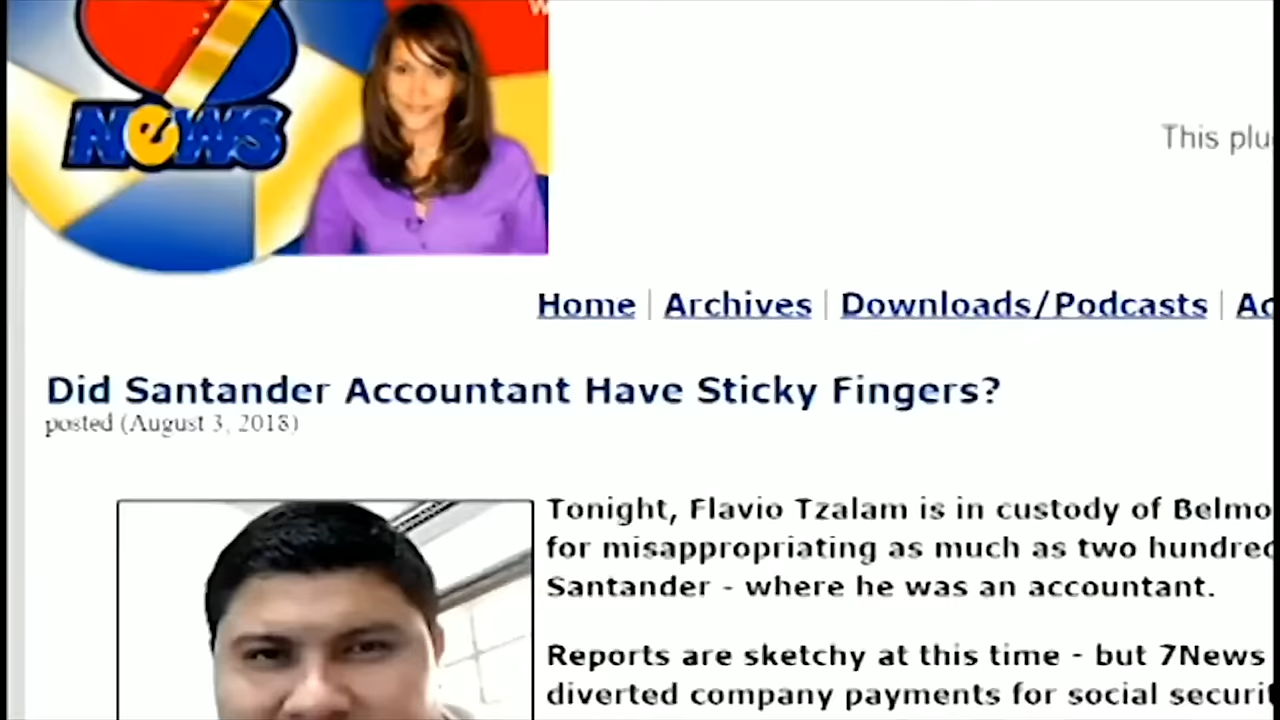 NEWS
This plu
Home | Archives | Downloads/Podcasts | Ac
Did Santander Accountant Have Sticky Fingers?
posted (August 3, 2018)
Tonight, Flavio Tzalam is in custody of Belmo
for misappropriating as much as two hundred
Santander - where he was an accountant.
Reports are sketchy at this time - but 7News
diverted company payments for social securit